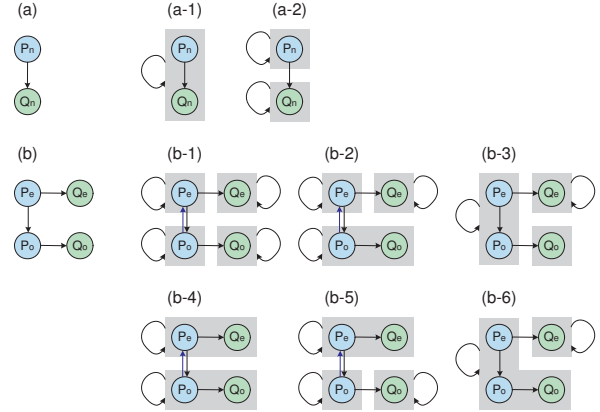 (a) (a-1) (a-2)
Pn Pn Pn
Qn Qn Qn
(b) (b-1) (b-2) (b-3)
Pe Qe Pe Qe Pe Qe Pe Qe
Po Qo Po Qo Po Qo Po Qo
(b-4) (b-5) (b-6)
Pe Qe Pe Qe Pe Qe
Po Qo Po Qo Po Qo